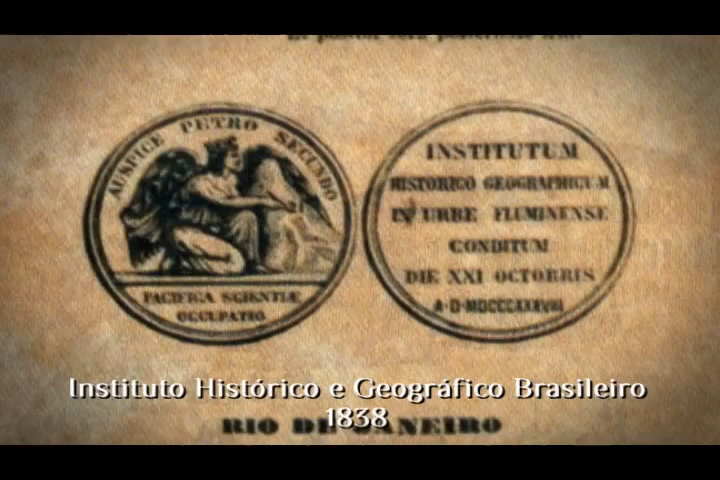 AUSPICE PETRO SECUNDO
PACIFICA SCIENTIÆ
OCCUPATIO
INSTITUTUM
HISTORICO GEOGRAPHICUM
IN URBE FLUMINENSE
CONDITUM
DIE XXI OCTOBRIS
A·D·MDCCCXXXVIII
Instituto Histórico e Geográfico Brasileiro
1838
RIO DE JANEIRO